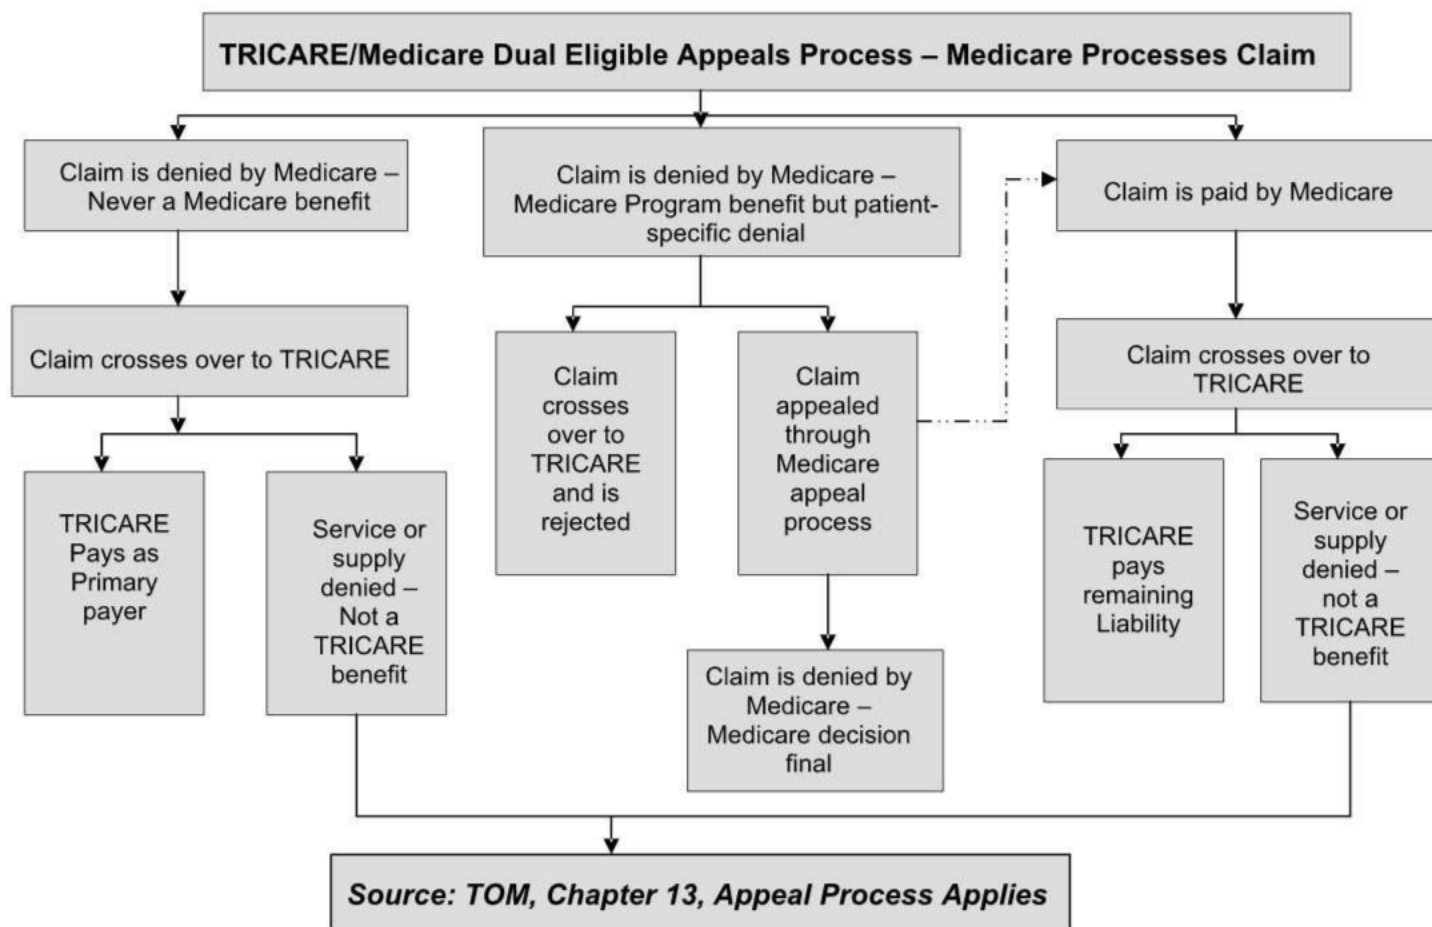 TRICARE/Medicare Dual Eligible Appeals Process – Medicare Processes Claim
Claim is denied by Medicare –
Never a Medicare benefit
Claim is denied by Medicare –
Medicare Program benefit but patient-
specific denial
Claim is paid by Medicare
Claim crosses over to TRICARE
Claim
crosses
over to
TRICARE
and is
rejected
Claim
appealed
through
Medicare
appeal
process
Claim crosses over to
TRICARE
TRICARE
Pays as
Primary
payer
Service or
supply
denied –
Not a
TRICARE
benefit
Claim is denied by
Medicare –
Medicare decision
final
TRICARE
pays
remaining
Liability
Service or
supply
denied –
not a
TRICARE
benefit
Source: TOM, Chapter 13, Appeal Process Applies